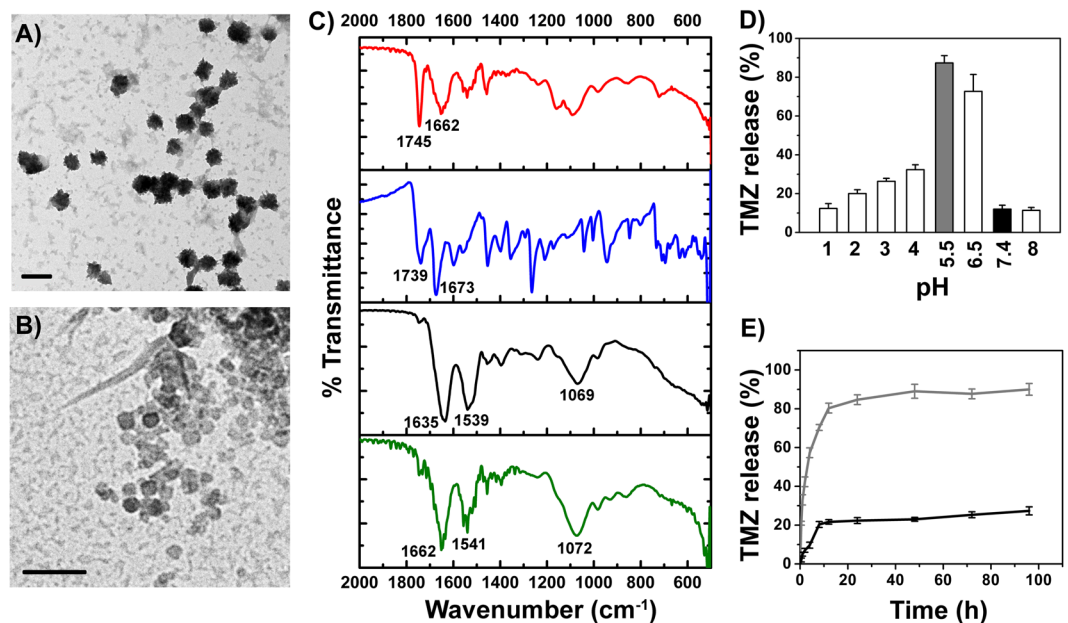 A)
B)
C)
2000 1800 1600 1400 1200 1000 800 600
1745
1662
1739
1673
1635
1539
1069
1662
1541
1072
2000 1800 1600 1400 1200 1000 800 600
% Transmittance
Wavenumber (cm-1)
D)
TMZ release (%)
100
80
60
40
20
0
1 2 3 4 5.5 6.5 7.4 8
pH
E)
TMZ release (%)
100
80
60
40
20
0
0 20 40 60 80 100
Time (h)